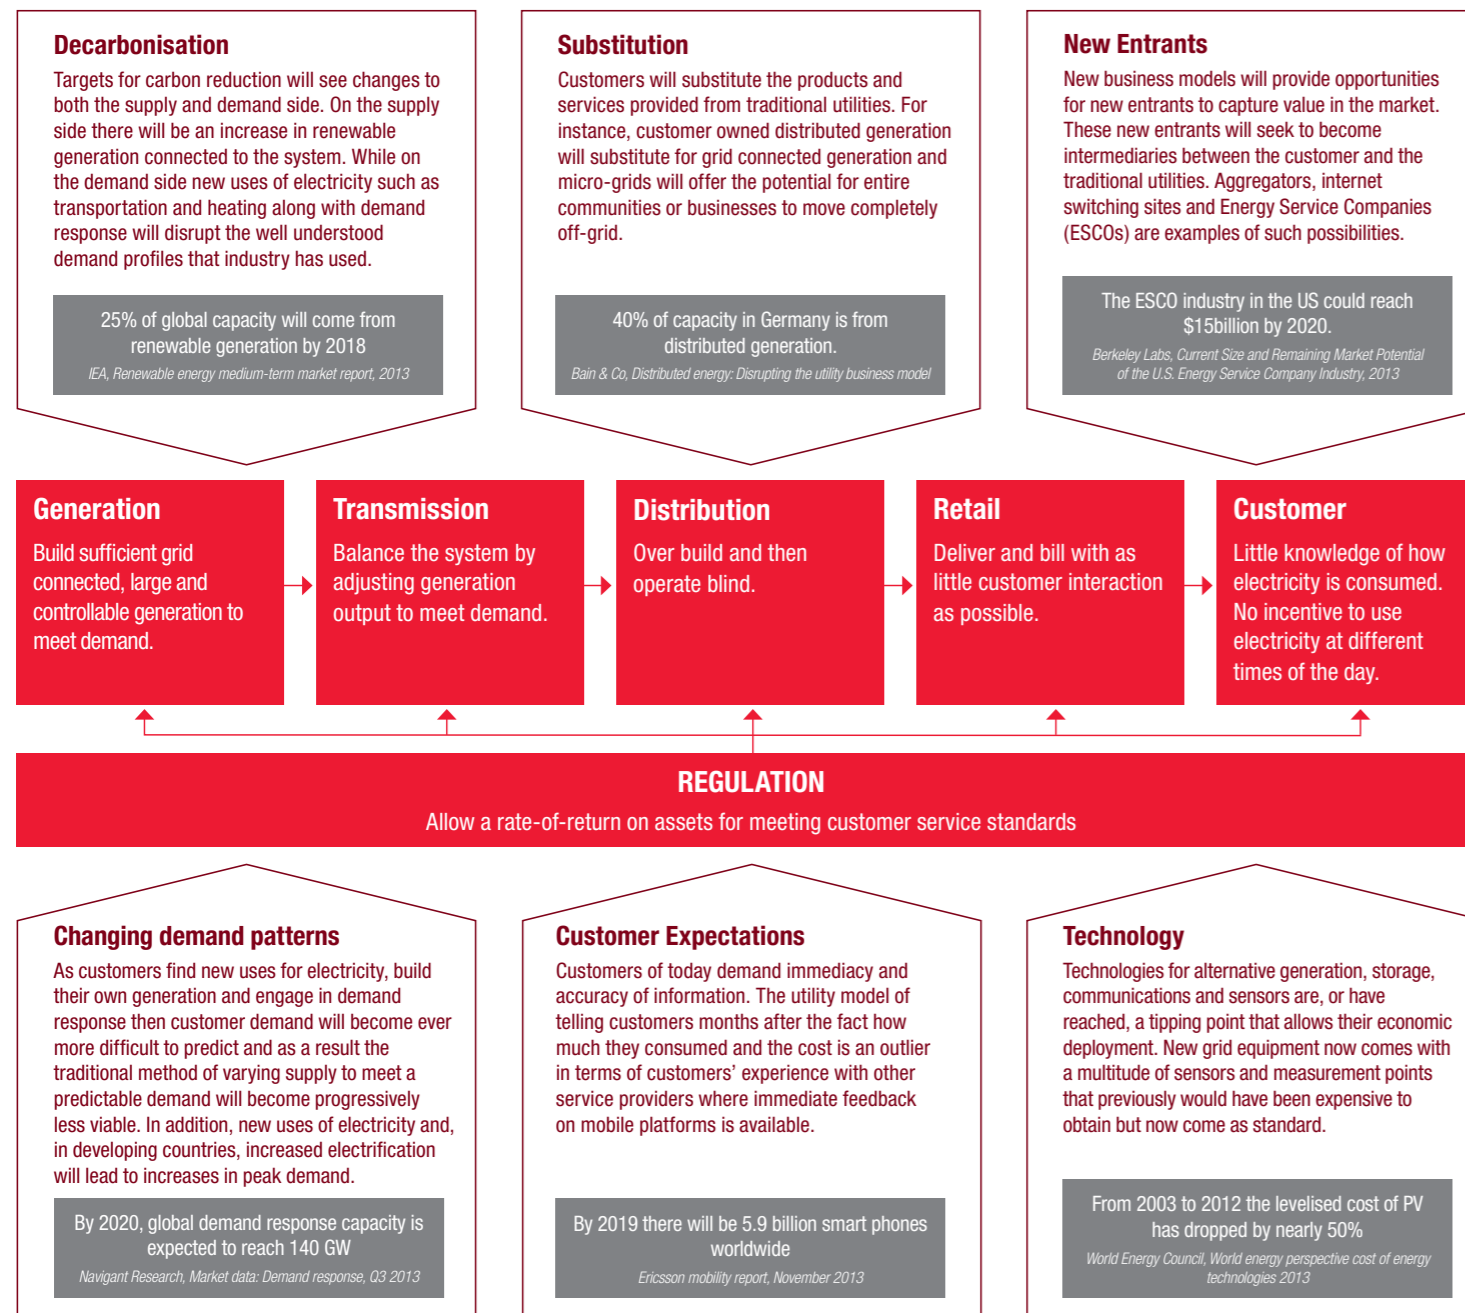 Decarbonisation
Targets for carbon reduction will see changes to
both the supply and demand side. On the supply
side there will be an increase in renewable
generation connected to the system. While on
the demand side new uses of electricity such as
transportation and heating along with demand
response will disrupt the well understood
demand profiles that industry has used.
25% of global capacity will come from
renewable generation by 2018
IEA, Renewable energy medium-term market report, 2013
Substitution
Customers will substitute the products and
services provided from traditional utilities. For
instance, customer owned distributed generation
will substitute for grid connected generation and
micro-grids will offer the potential for entire
communities or businesses to move completely
off-grid.
40% of capacity in Germany is from
distributed generation.
Bain & Co, Distributed energy: Disrupting the utility business model
New Entrants
New business models will provide opportunities
for new entrants to capture value in the market.
These new entrants will seek to become
intermediaries between the customer and the
traditional utilities. Aggregators, internet
switching sites and Energy Service Companies
(ESCOs) are examples of such possibilities.
The ESCO industry in the US could reach
$15billion by 2020.
Berkeley Labs, Current Size and Remaining Market Potential
of the U.S. Energy Service Company Industry, 2013
Generation
Build sufficient grid
connected, large and
controllable generation to
meet demand.
Transmission
Balance the system by
adjusting generation
output to meet demand.
Distribution
Over build and then
operate blind.
Retail
Deliver and bill with as
little customer interaction
as possible.
Customer
Little knowledge of how
electricity is consumed.
No incentive to use
electricity at different
times of the day.
REGULATION
Allow a rate-of-return on assets for meeting customer service standards
Changing demand patterns
As customers find new uses for electricity, build
their own generation and engage in demand
response then customer demand will become ever
more difficult to predict and as a result the
traditional method of varying supply to meet a
predictable demand will become progressively
less viable. In addition, new uses of electricity and,
in developing countries, increased electrification
will lead to increases in peak demand.
By 2020, global demand response capacity is
expected to reach 140 GW
Navigant Research, Market data: Demand response, Q3 2013
Customer Expectations
Customers of today demand immediacy and
accuracy of information. The utility model of
telling customers months after the fact how
much they consumed and the cost is an outlier
in terms of customers’ experience with other
service providers where immediate feedback
on mobile platforms is available.
By 2019 there will be 5.9 billion smart phones
worldwide
Ericsson mobility report, November 2013
Technology
Technologies for alternative generation, storage,
communications and sensors are, or have
reached, a tipping point that allows their economic
deployment. New grid equipment now comes with
a multitude of sensors and measurement points
that previously would have been expensive to
obtain but now come as standard.
From 2003 to 2012 the levelised cost of PV
has dropped by nearly 50%
World Energy Council, World energy perspective cost of energy
technologies 2013